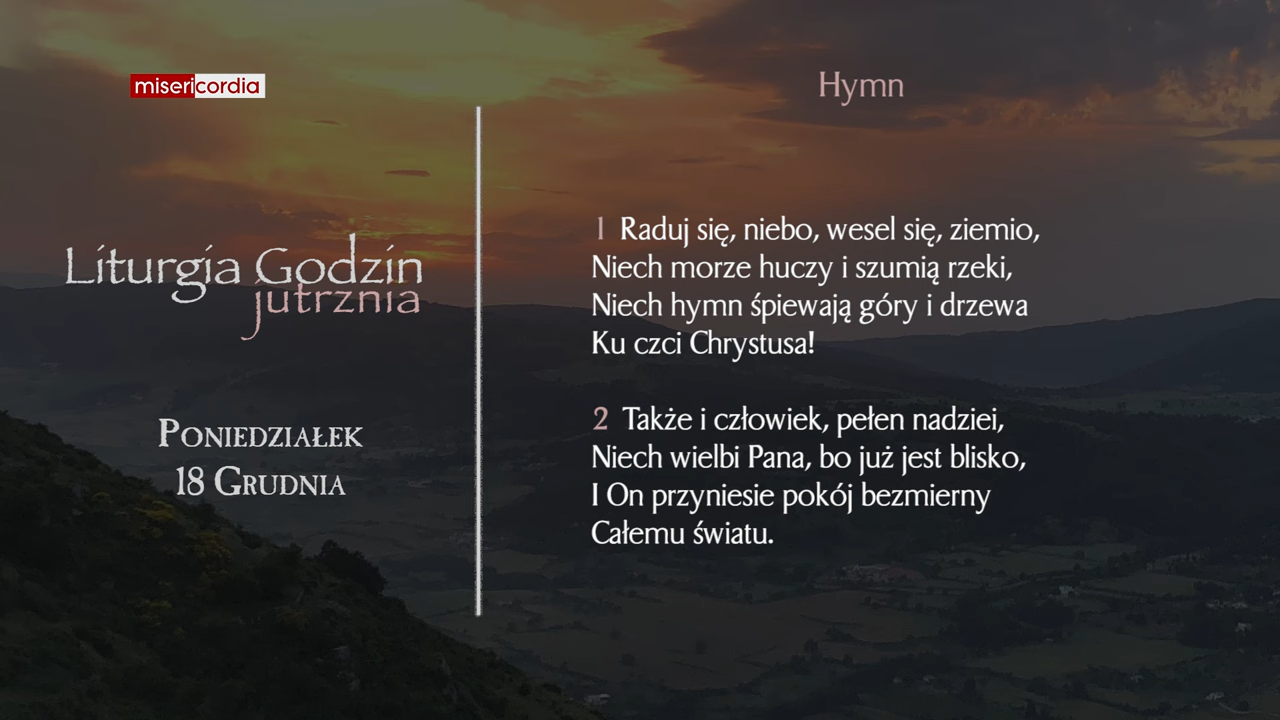 misericordia
Liturgia Godzin
jutrznia
Poniedziałek
18 Grudnia
Hymn
1 Raduj się, niebo, wesel się, ziemio,
Niech morze huczy i szumią rzeki,
Niech hymn śpiewają góry i drzewa
Ku czci Chrystusa!
2 Także i człowiek, pełen nadziei,
Niech wielbi Pana, bo już jest blisko,
I On przyniesie pokój bezmierny
Całemu światu.